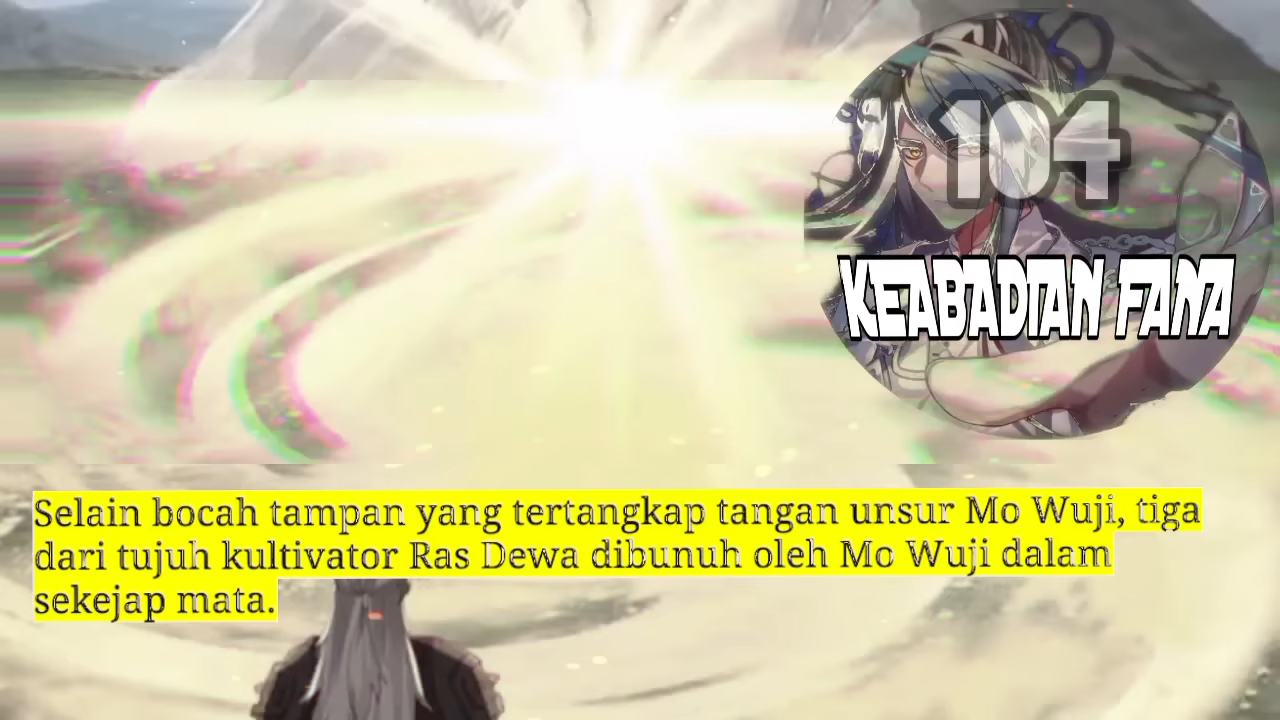 104
KEABADIAN FANA
Selain bocah tampan yang tertangkap tangan unsur Mo Wuji, tiga
dari tujuh kultivator Ras Dewa dibunuh oleh Mo Wuji dalam
sekejap mata.